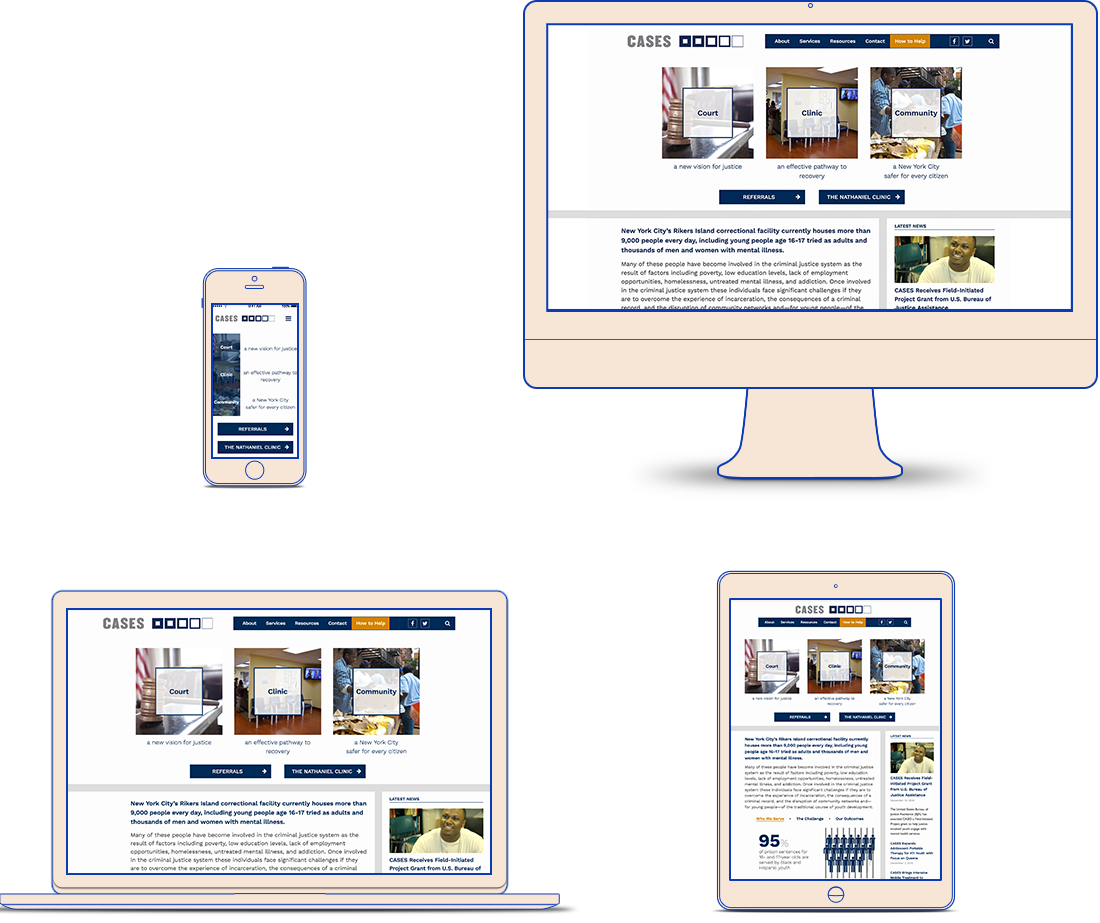 CASES
About Services Resources Contact How to Help
Court
Clinic
Community
a new vision for justice
an effective pathway to
recovery
a New York City
safer for every citizen
REFERRALS
THE NATHANIEL CLINIC
New York City's Rikers Island correctional facility currently houses more than
9,000 people every day, including young people age 16-17 tried as adults and
thousands of men and women with mental illness.
Many of these people have become involved in the criminal justice system as the
result of factors including poverty, low education levels, lack of employment
opportunities, homelessness, untreated mental illness, and addiction. Once involved
in the criminal justice system these individuals face significant challenges if they
are to overcome the experience of incarceration, the consequences of a criminal
record, and the disruption of community networks and—for young people—of the
LATEST NEWS
CASES Receives Field-Initiated
Project Grant from U.S. Bureau of
Justice Assistance
CASES
Court
a new vision for justice
Clinic
an effective pathway to
recovery
Community
a New York City
safer for every citizen
REFERRALS
THE NATHANIEL CLINIC
CASES
About Services Resources Contact How to Help
Court
Clinic
Community
a new vision for justice
an effective pathway to
recovery
a New York City
safer for every citizen
REFERRALS
THE NATHANIEL CLINIC
New York City's Rikers Island correctional facility currently houses more than
9,000 people every day, including young people age 16-17 tried as adults and
thousands of men and women with mental illness.
Many of these people have become involved in the criminal justice system as the
result of factors including poverty, low education levels, lack of employment
opportunities, homelessness, untreated mental illness, and addiction. Once involved
in the criminal justice system these individuals face significant challenges if they
are to overcome the experience of incarceration, the consequences of a criminal
LATEST NEWS
CASES Receives Field-Initiated
Project Grant from U.S. Bureau of
CASES
About Services Resources Contact How to Help
Court
Clinic
Community
a new vision for justice
an effective pathway to
recovery
a New York City
safer for every citizen
REFERRALS
THE NATHANIEL CLINIC
New York City's Rikers Island correctional facility currently
houses more than 9,000 people every day, including young
people age 16-17 tried as adults and thousands of men and
women with mental illness.
Many of these people have become involved in the criminal justice
system as the result of factors including poverty, low education
levels, lack of employment opportunities, homelessness, untreated
mental illness, and addiction. Once involved in the criminal justice
system these individuals face significant challenges if they are to
overcome the experience of incarceration, the consequences of a
criminal record, and the disruption of community networks and—
for young people—of the traditional course of youth development.
Who We Serve • The Challenge • Our Outcomes
95%
of prison sentences for
16- and 17-year-olds are
served by Black and
Hispanic youth
LATEST NEWS
CASES Receives Field-
Initiated Project Grant
from U.S. Bureau of
Justice Assistance
The United States Bureau of
Justice Assistance (BJA) has
awarded CASES a Field-Initiated
Project grant to help justice
involved youth engage with
mental health services
CASES Expands
Adolescent Portable
Therapy for ATI Youth with
Focus on Queens
CASES Brings Intensive
Mobile Treatment to